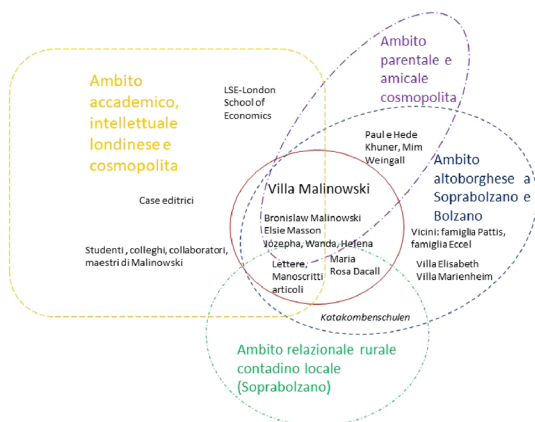 Ambito
accademico,
intellettuale
londinese e
cosmopolita
LSE-London
School of
Economics
Ambito
parentale e
amicale
cosmopolita
Paul e Hede
Khuner, Mim
Weingall
Ambito
altoborghese a
Soprabolzano e
Bolzano
Villa Malinowski
Case editrici
Bronislaw Malinowski
Elsie Masson
Józepha, Wanda, Helena
Vicini: famiglia Pattis,
famiglia Eccel
Studenti , colleghi, collaboratori,
maestri di Malinowski
Lettere,
Manoscritti
articoli
Maria
Rosa Dacall
Villa Elisabeth
Villa Marienheim
Katakombenschulen
Ambito relazionale rurale
contadino locale
(Soprabolzano)